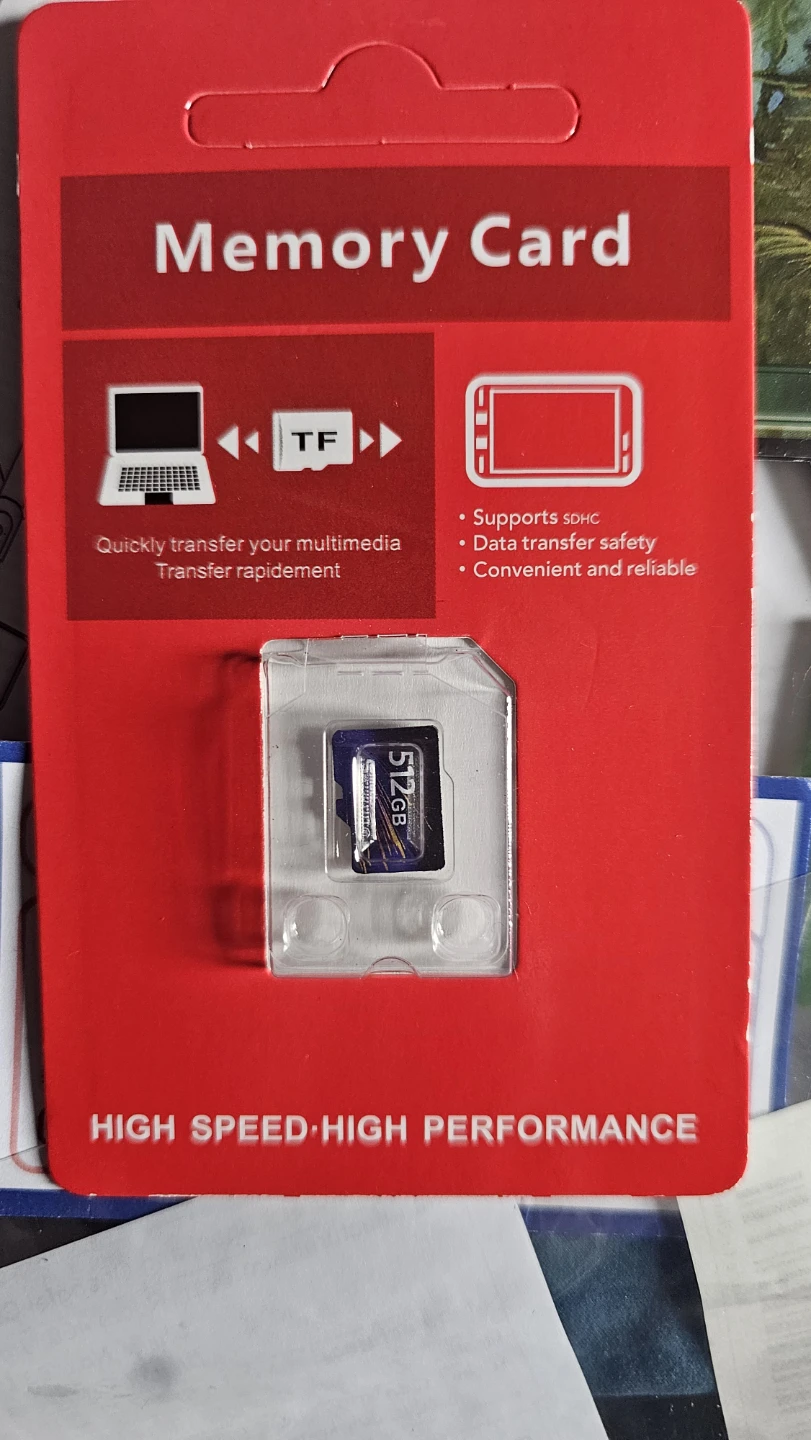 Memory Card
TF
Quickly transfer your multimedia
Transfer rapidement
• Supports SDHC
• Data transfer safety
• Convenient and reliable
512GB
HIGH SPEED·HIGH PERFORMANCE